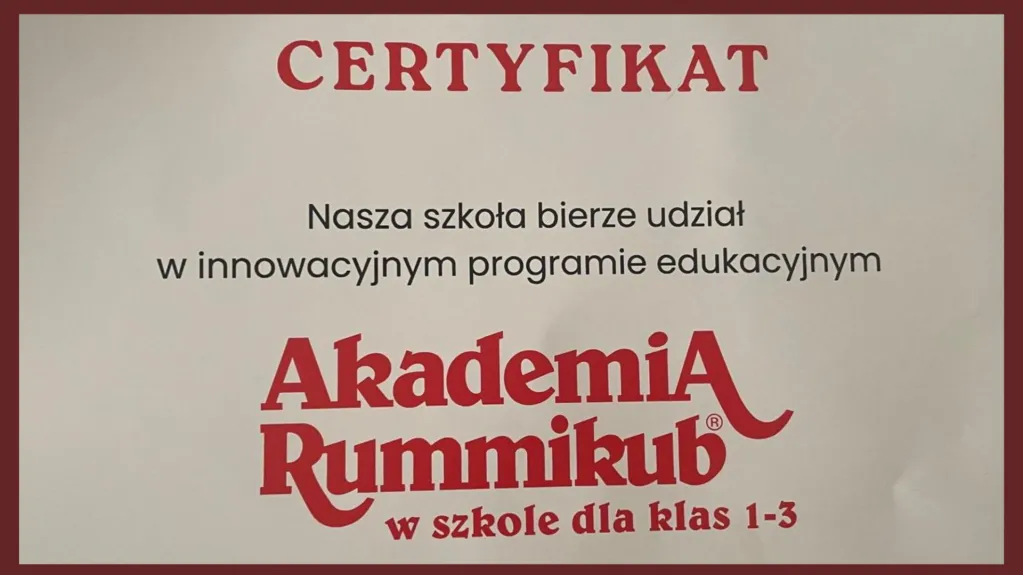 CERTYFIKAT
Nasza szkoła bierze udział
w innowacyjnym programie edukacyjnym
AkademiA
Rummikub®
w szkole dla klas 1-3